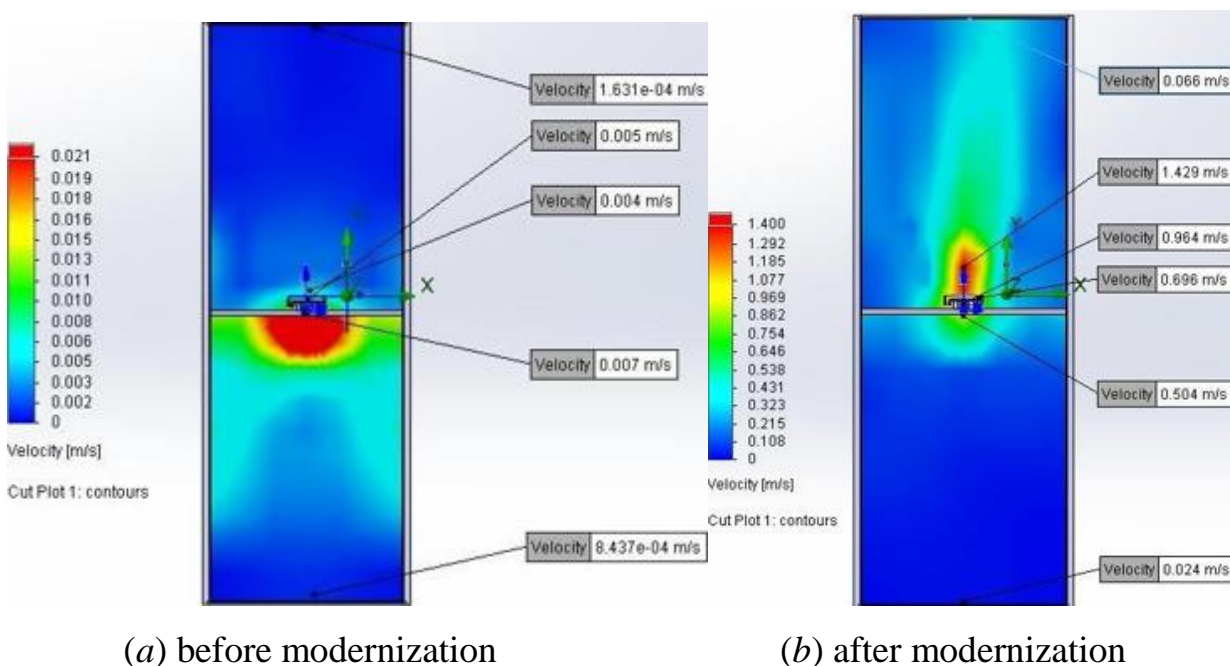 Velocity 1.631e-04 m/s
Velocity 0.005 m/s
Velocity 0.004 m/s
Velocity 0.007 m/s
Velocity 8.437e-04 m/s
X
0.021
0.019
0.018
0.016
0.015
0.013
0.011
0.010
0.008
0.006
0.005
0.003
0.002
0
Velocity [m/s]
Cut Plot 1: contours
(a) before modernization
Velocity 0.066 m/s
Velocity 1.429 m/s
Velocity 0.964 m/s
Velocity 0.696 m/s
Velocity 0.504 m/s
Velocity 0.024 m/s
Y
X
1.400
1.292
1.185
1.077
0.969
0.862
0.754
0.646
0.538
0.431
0.323
0.215
0.108
0
Velocity [m/s]
Cut Plot 1: contours
(b) after modernization